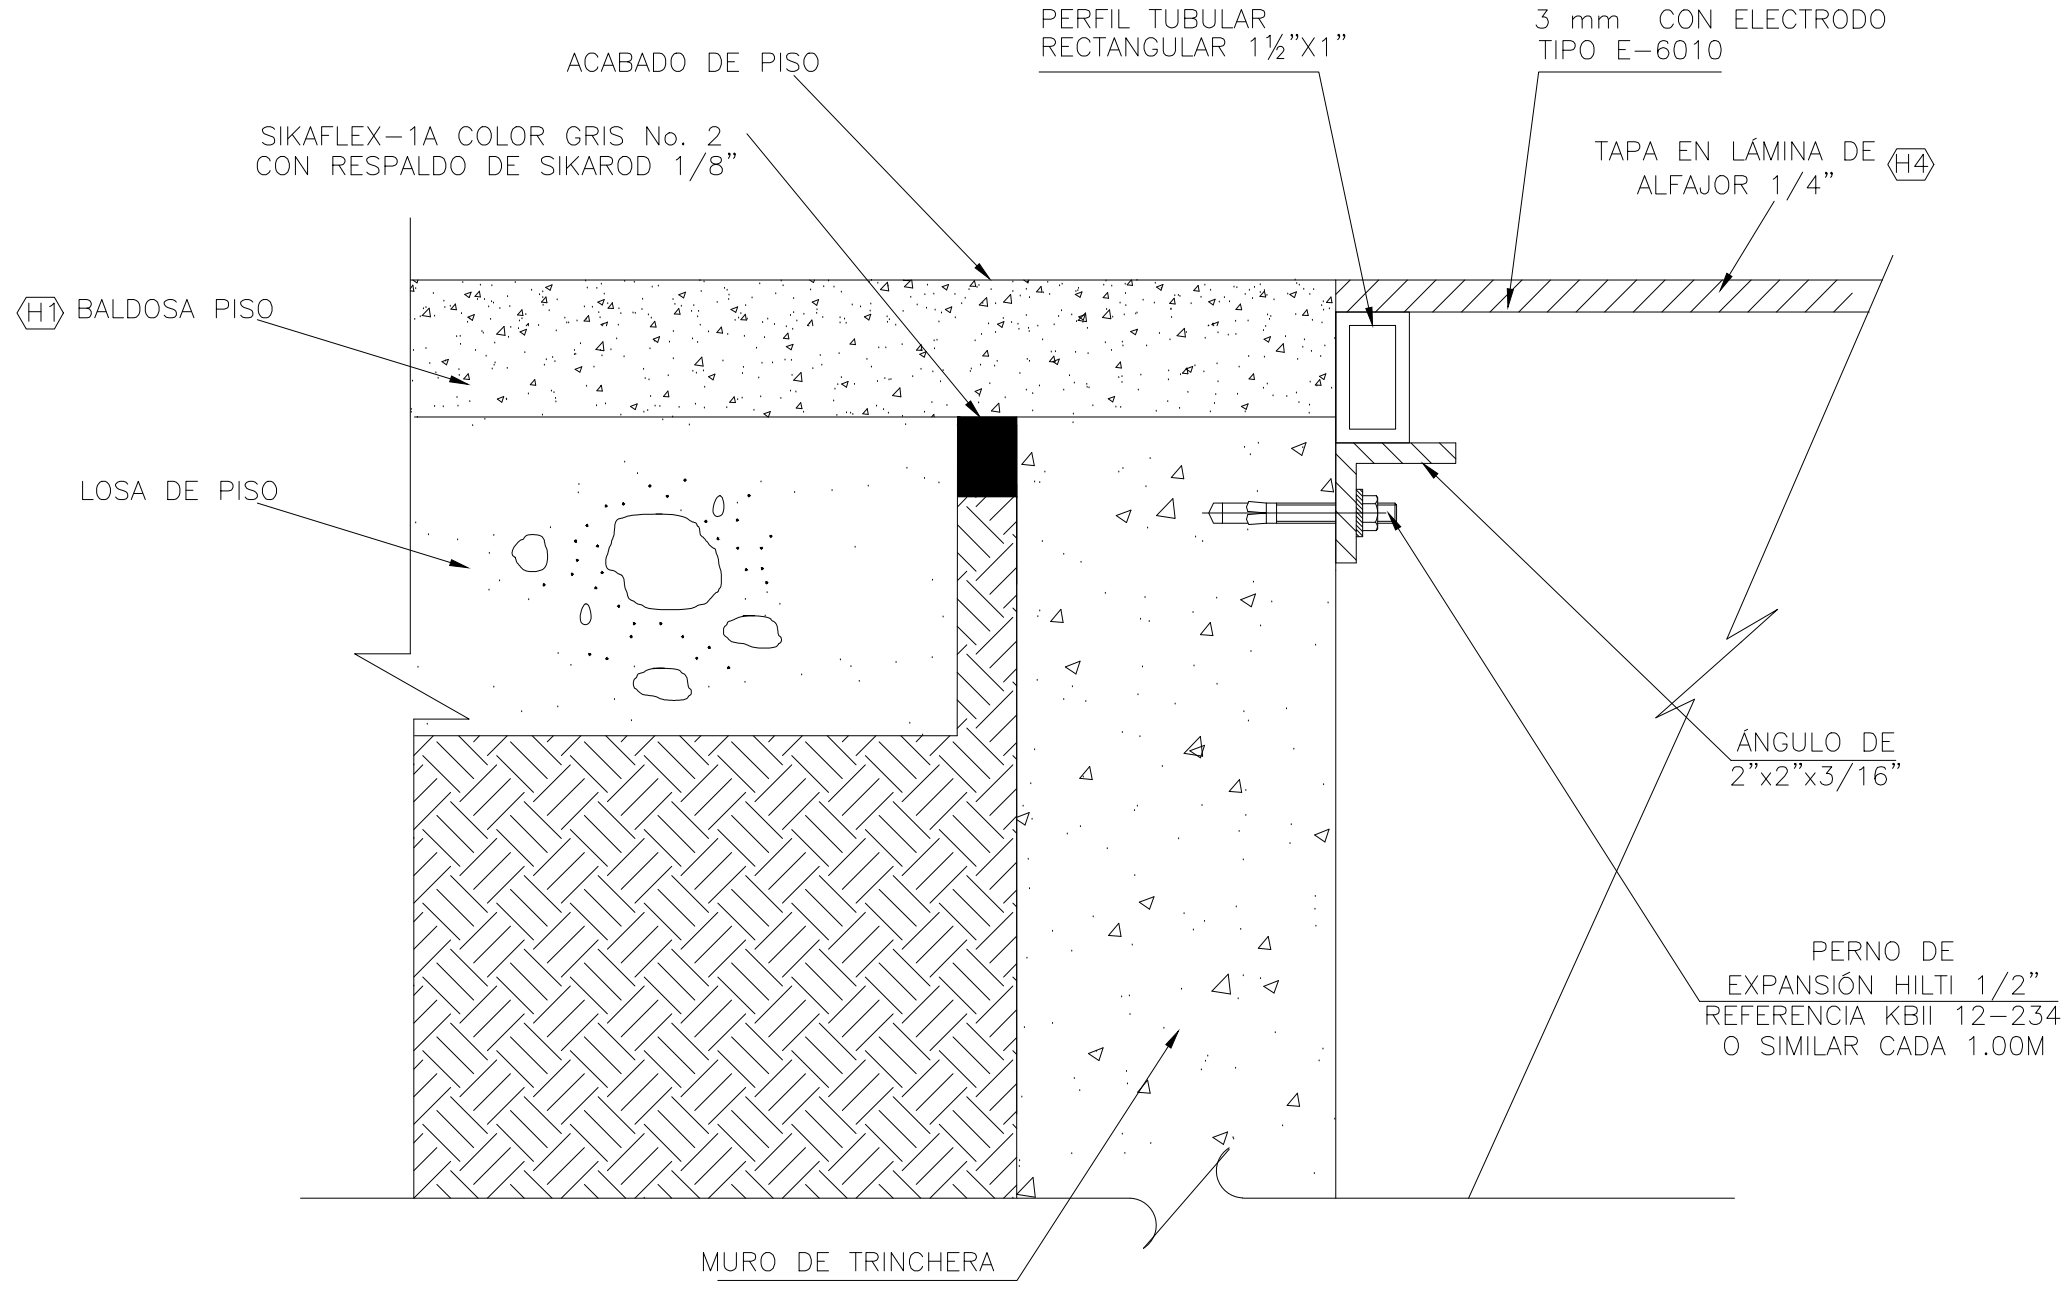 PERFIL TUBULAR
RECTANGULAR 1½”X1”
3 mm CON ELECTRODO
TIPO E-6010
ACABADO DE PISO
SIKAFLEX-1A COLOR GRIS No. 2
CON RESPALDO DE SIKAROD 1/8”
TAPA EN LÁMINA DE H4
ALFAJOR 1/4”
H1 BALDOSA PISO
LOSA DE PISO
ÁNGULO DE
2”x2”x3/16”
PERNO DE
EXPANSIÓN HILTI 1/2”
REFERENCIA KBII 12-234
O SIMILAR CADA 1.00M
MURO DE TRINCHERA